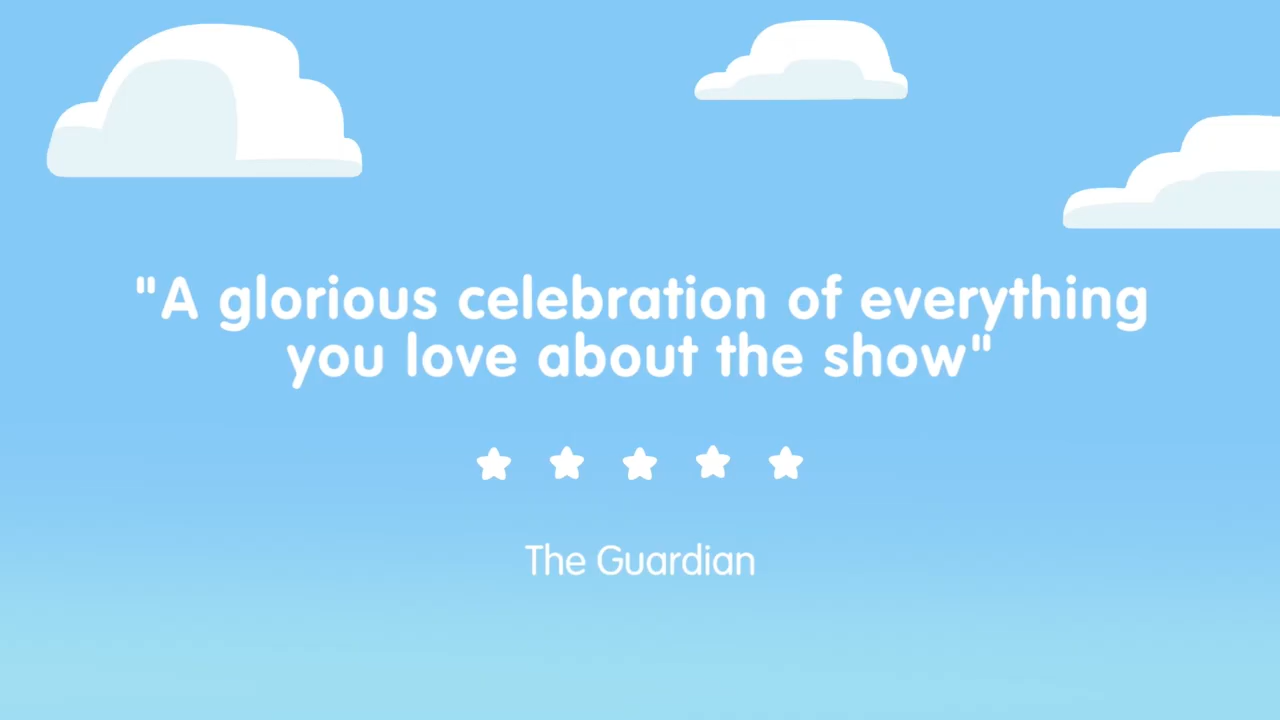 "A glorious celebration of everything
you love about the show"
The Guardian